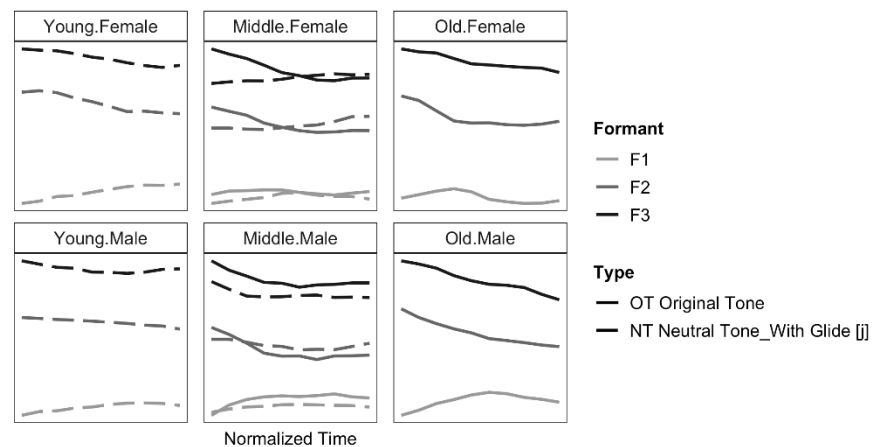 Young.Female
Middle.Female
Old.Female
Young.Male
Middle.Male
Old.Male
Normalized Time
Formant
F1
F2
F3
Type
OT Original Tone
NT Neutral Tone_With Glide [j]